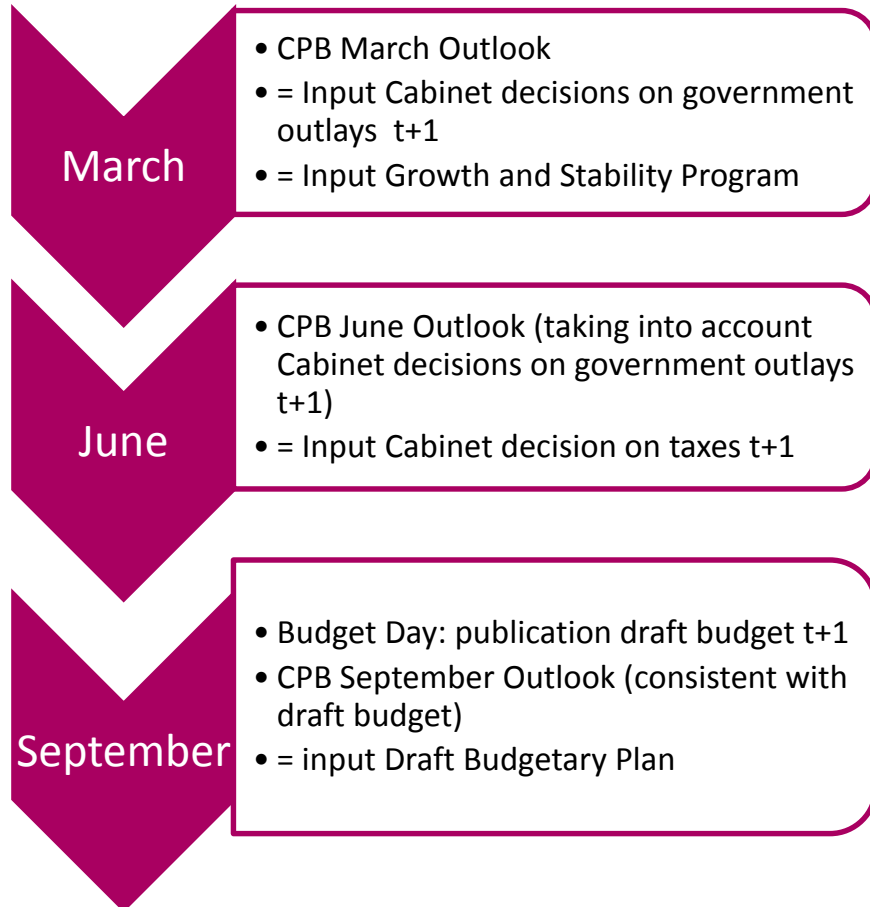 March
• CPB March Outlook
• = Input Cabinet decisions on government
outlays  t+1
• = Input Growth and Stability Program
June
• CPB June Outlook (taking into account
Cabinet decisions on government outlays
t+1)
• = Input Cabinet decision on taxes t+1
September
• Budget Day: publication draft budget t+1
• CPB September Outlook (consistent with
draft budget)
• = input Draft Budgetary Plan